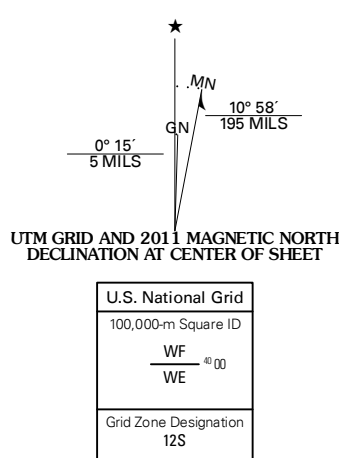 ★
MN
GN
10° 58´
195 MILS
0° 15´
5 MILS
UTM GRID AND 2011 MAGNETIC NORTH
DECLINATION AT CENTER OF SHEET
U.S. National Grid
100,000-m Square ID
WF
40 00
WE
Grid Zone Designation
12S